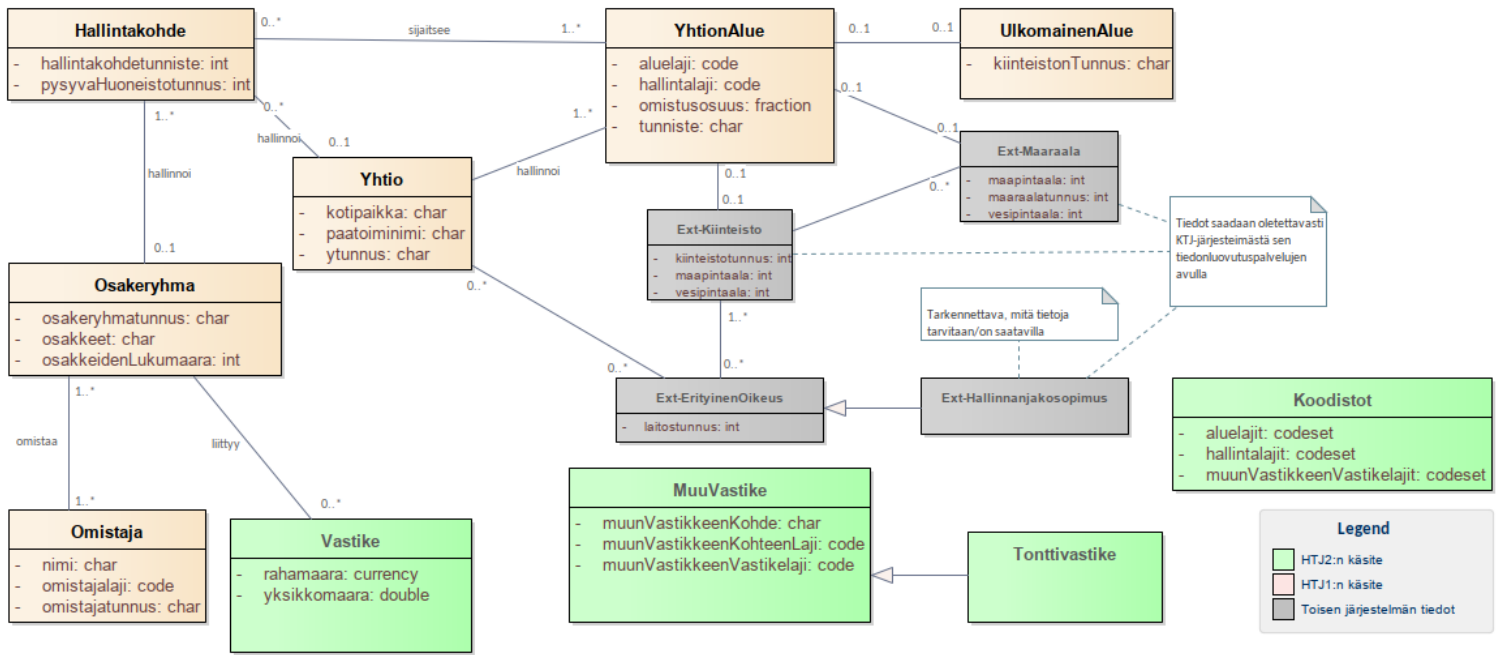 Hallintakohde
- hallintakohdetunniste: int
- pysyvaHuoneistotunnus: int
0..*
sijaitsee
1..*
YhtionAlue
- aluelaji: code
- hallintalaji: code
- omistusosuus: fraction
- tunniste: char
0..1
0..1
UlkomainenAlue
- kiinteistonTunnus: char
0..1
0..1
1..*
0..*
hallinnoi
0..1
1..*
hallinnoi
hallinnoi
Yhtio
- kotipaikka: char
- paatoiminimi: char
- ytunnus: char
0..1
0..1
0..*
Ext-Maaraala
- maapintaala: int
- maaraalatunnus: int
- vesipintaala: int
Ext-Kiinteisto
- kiinteistotunnus: int
- maapintaala: int
- vesipintaala: int
Tiedot saadaan oletettavasti
KTJ-järjesteimästä sen
tiedonluovutuspalvelujen
avulla
0..1
Osakeryhma
- osakeryhmatunnus: char
- osakkeet: char
- osakkeidenLukumaara: int
0..*
0..*
1..*
0..*
Tarkennettava, mitä tietoja
tarvitaan/on saatavilla
Ext-ErityinenOikeus
- laitostunnus: int
Ext-Hallinnanjakosopimus
Koodistot
- aluelajit: codeset
- hallintalajit: codeset
- muunVastikkeenVastikelajit: codeset
1..*
omistaa
1..*
liittyy
0..*
Omistaja
- nimi: char
- omistajalaji: code
- omistajatunnus: char
Vastike
- rahamaara: currency
- yksikkomaara: double
MuuVastike
- muunVastikkeenKohde: char
- muunVastikkeenKohteenLaji: code
- muunVastikkeenVastikelaji: code
Tonttivastike
Legend
HTJ2:n käsite
HTJ1:n käsite
Toisen järjestelmän tiedot